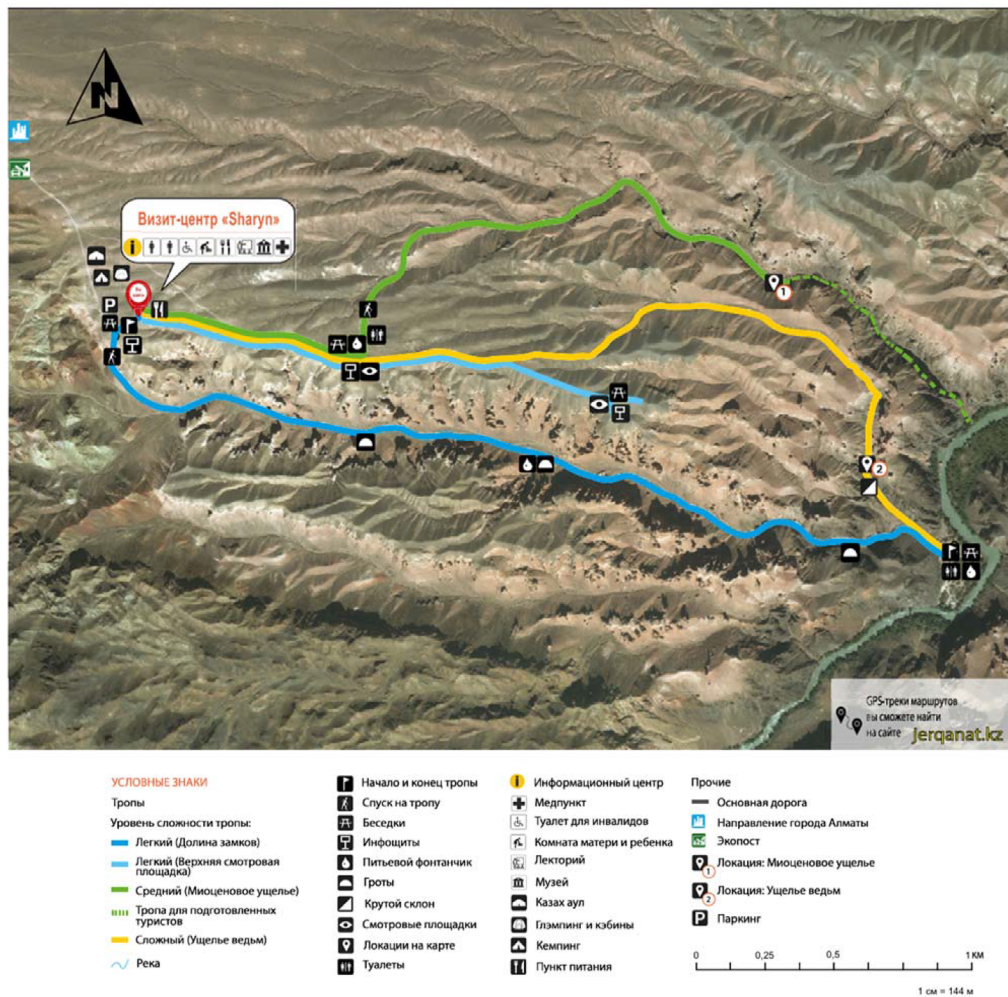 N
Визит-центр «Sharyn»
1
2
GPS-треки маршрутов
вы сможете найти
на сайте jerqanat.kz
УСЛОВНЫЕ ЗНАКИ
Тропы
Уровень сложности тропы:
Легкий (Долина замков)
Легкий (Верхняя смотровая
площадка)
Средний (Миоценовое ущелье)
Тропа для подготовленных
туристов
Сложный (Ущелье ведьм)
Река
Начало и конец тропы
Спуск на тропу
Беседки
Инфощиты
Питьевой фонтанчик
Гроты
Крутой склон
Смотровые площадки
Локации на карте
Туалеты
Информационный центр
Медпункт
Туалет для инвалидов
Комната матери и ребенка
Лекторий
Музей
Казах аул
Глэмпинг и кэбины
Кемпинг
Пункт питания
Прочие
Основная дорога
Направление города Алматы
Экопост
Локация: Миоценовое ущелье
1
Локация: Ущелье ведьм
2
P Паркинг
0 0,25 0,5 1 КМ
1 см = 144 м